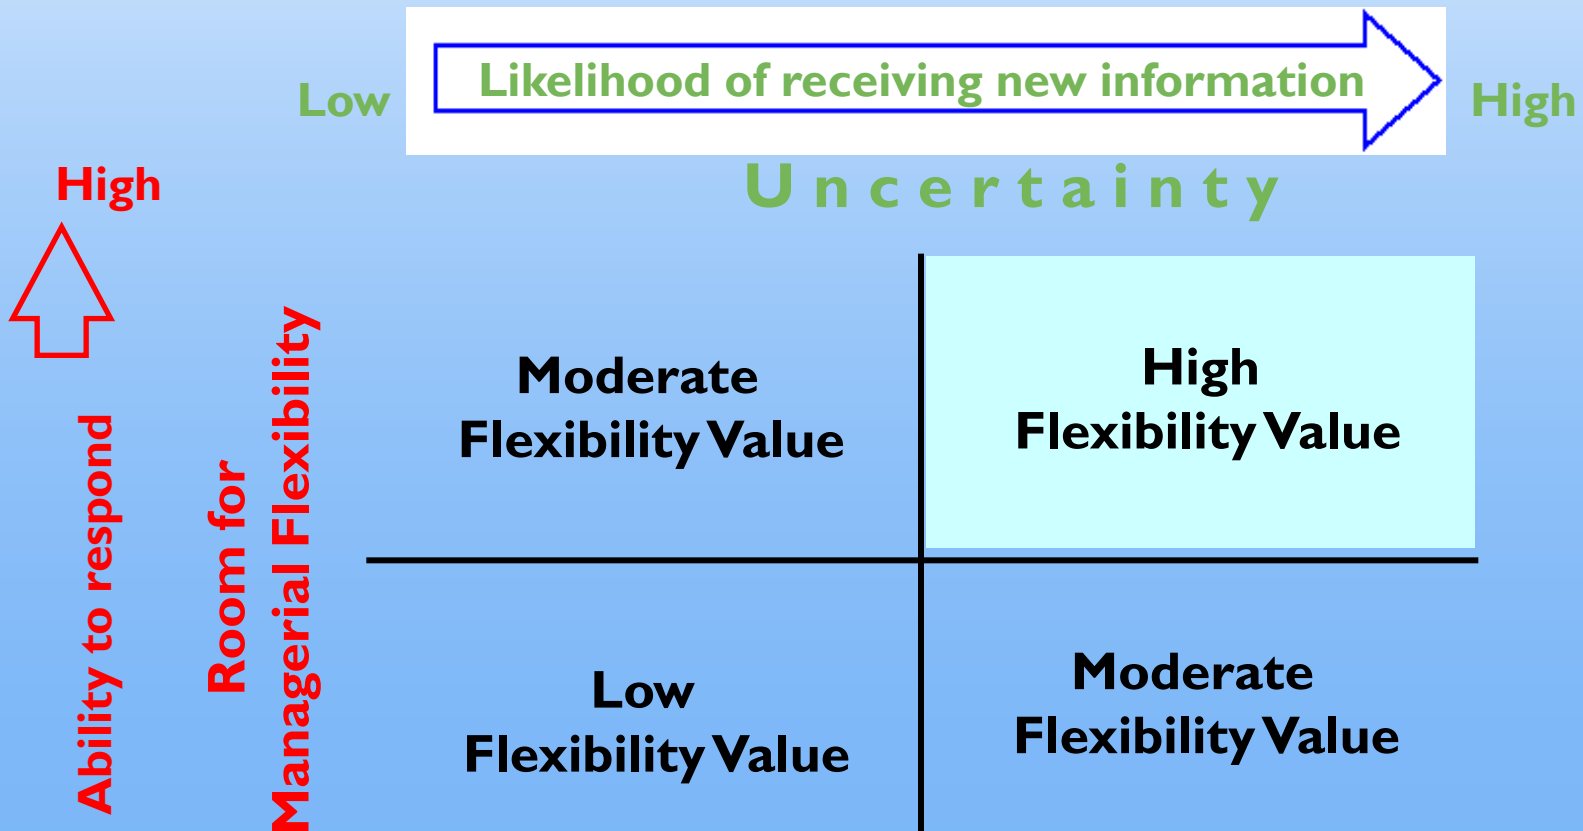 Likelihood of receiving new information
Low
High
High
Uncertainty
Ability to respond
Room for
Managerial Flexibility
Moderate
Flexibility Value
High
Flexibility Value
Low
Flexibility Value
Moderate
Flexibility Value